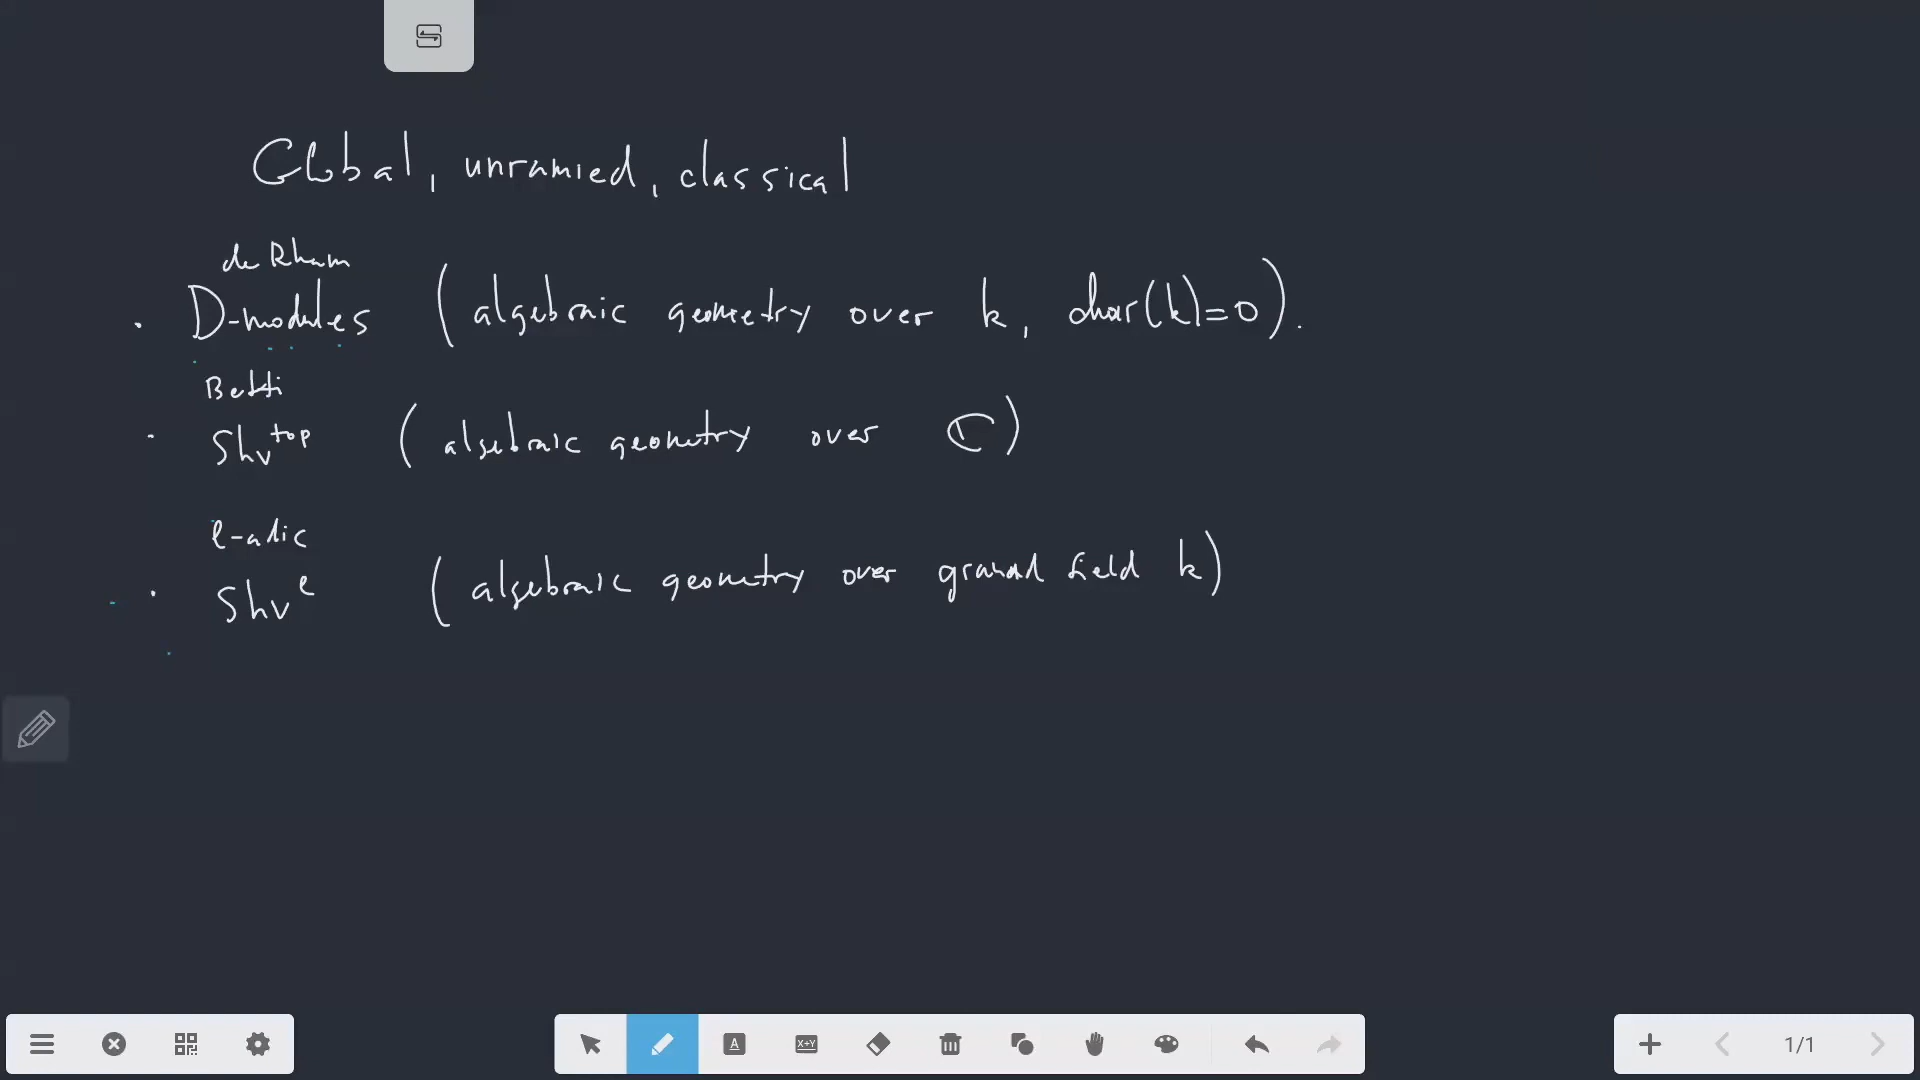 Global, unramied, classical
de Rham
· D-modules (algebraic geometry over k, char(k)=0).
Betti
· Shv^top (algebraic geometry over ℂ)
ℓ-adic
· Shv^ℓ (algebraic geometry over ground field k)
A
X+Y
1/1